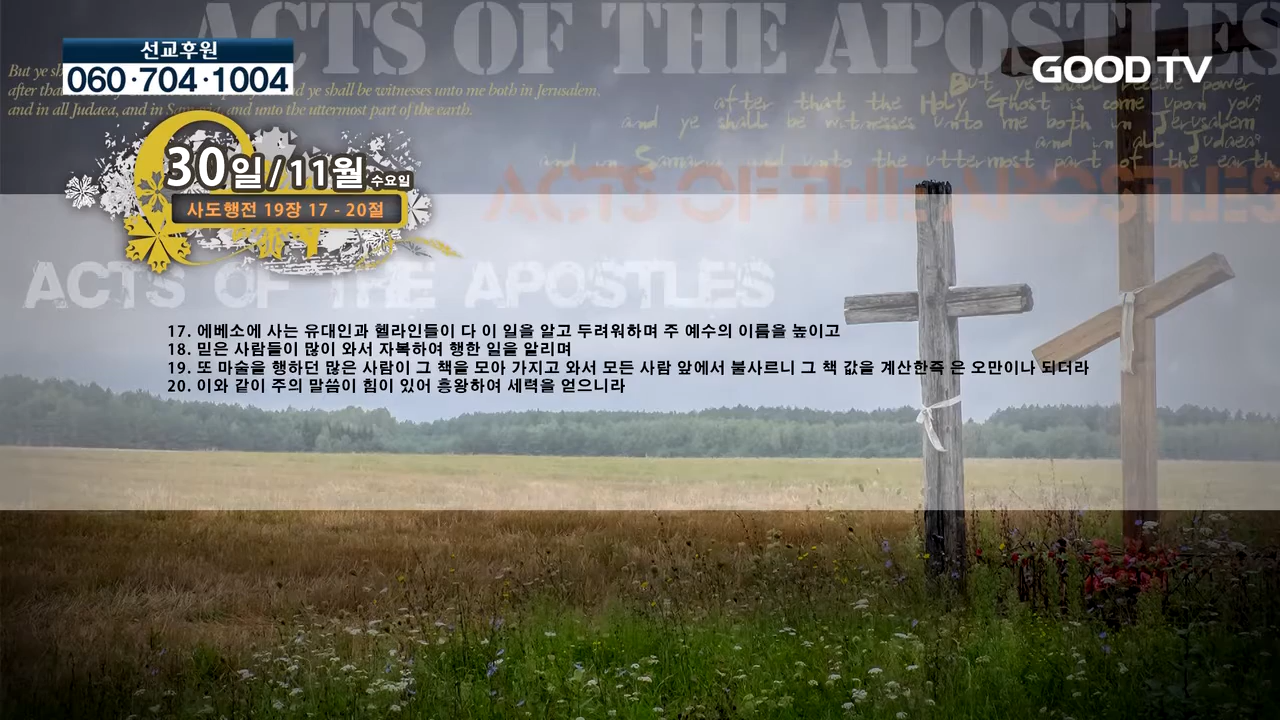 ACTS OF THE APOSTLES
선교후원
060·704·1004
GOOD TV
But ye sh
after that nd ye shall be witnesses unto me both in Jerusalem.
and in all Judaea, and in Samaria and unto the uttermost part of the earth.
But ye shall receive power
after that the Holy Ghost is come upon you?
and ye shall be witnesses unto me both in Jerusalem
and in all Judaea?
and in Samaria and unto the uttermost part of the earth
30일/11월 수요일
사도행전 19장 17 - 20절
ACTS OF THE APOSTLES
ACTS OF THE APOSTLES
17. 에베소에 사는 유대인과 헬라인들이 다 이 일을 알고 두려워하며 주 예수의 이름을 높이고
18. 믿은 사람들이 많이 와서 자복하여 행한 일을 알리며
19. 또 마술을 행하던 많은 사람이 그 책을 모아 가지고 와서 모든 사람 앞에서 불사르니 그 책 값을 계산한즉 은 오만이나 되더라
20. 이와 같이 주의 말씀이 힘이 있어 흥왕하여 세력을 얻으니라